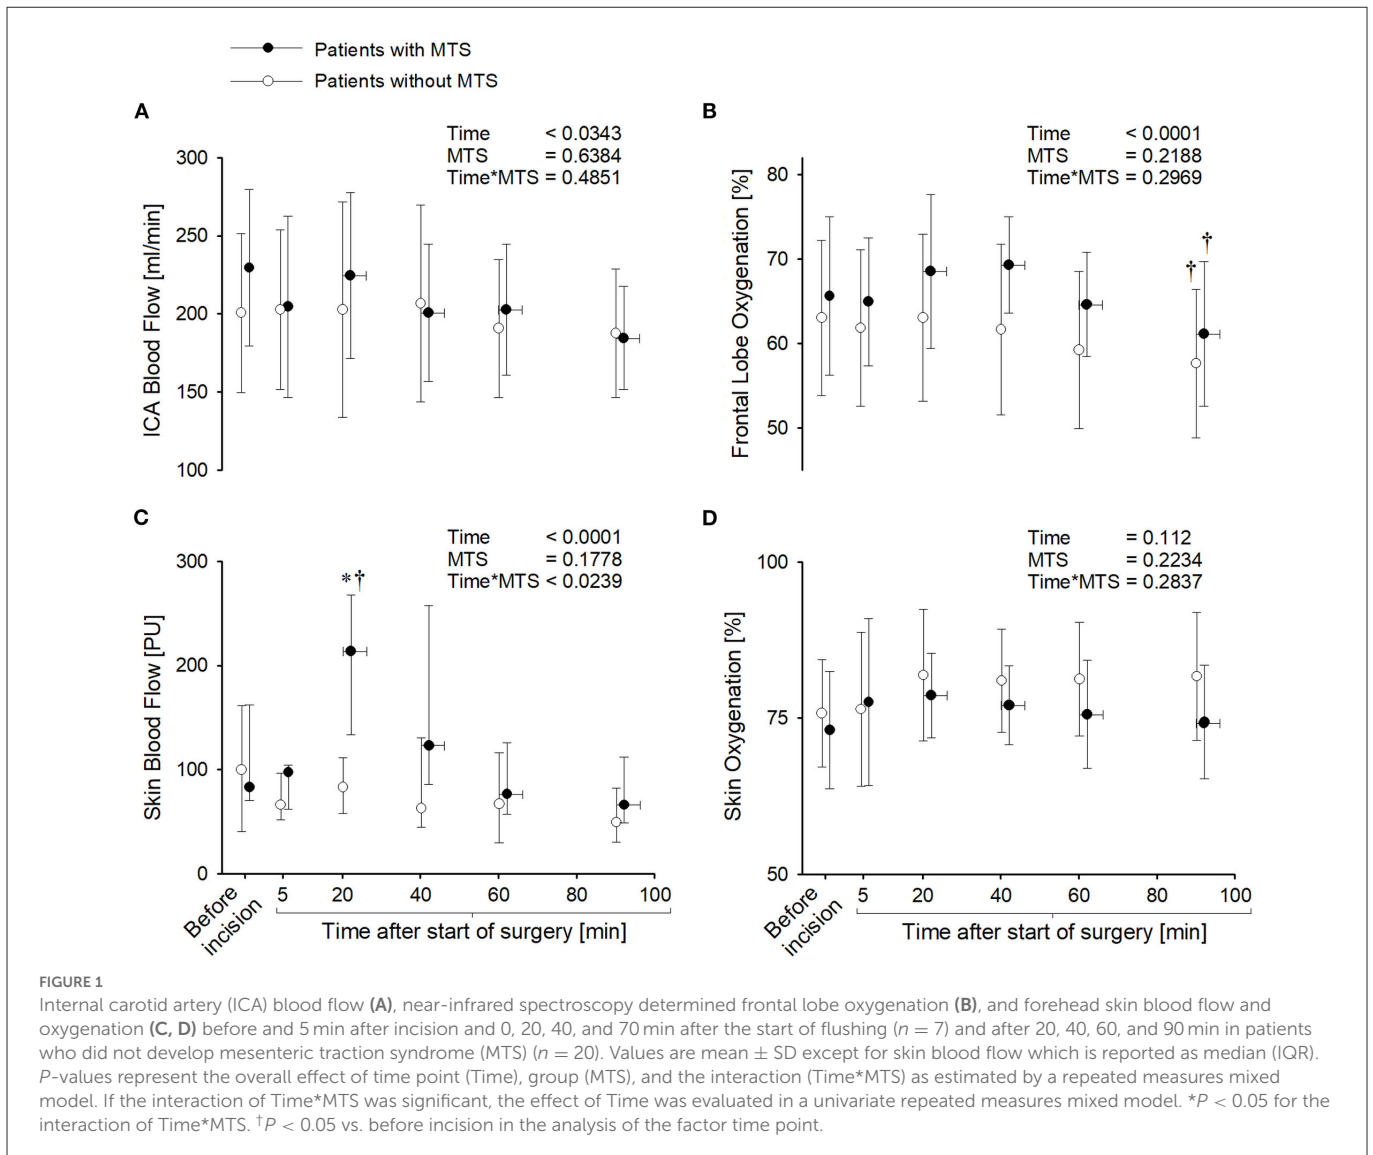 Patients with MTS
Patients without MTS
A
Time < 0.0343
MTS = 0.6384
Time*MTS = 0.4851
300
250
200
150
100
ICA Blood Flow [ml/min]
B
Time < 0.0001
MTS = 0.2188
Time*MTS = 0.2969
80
70
60
50
Frontal Lobe Oxygenation [%]
†
†
C
Time < 0.0001
MTS = 0.1778
Time*MTS < 0.0239
300
200
100
0
Skin Blood Flow [PU]
*†
Before incision
5 20 40 60 80 100
Time after start of surgery [min]
D
Time = 0.112
MTS = 0.2234
Time*MTS = 0.2837
100
75
50
Skin Oxygenation [%]
Before incision
5 20 40 60 80 100
Time after start of surgery [min]
FIGURE 1
Internal carotid artery (ICA) blood flow (A), near-infrared spectroscopy determined frontal lobe oxygenation (B), and forehead skin blood flow and
oxygenation (C, D) before and 5 min after incision and 0, 20, 40, and 70 min after the start of flushing (n = 7) and after 20, 40, 60, and 90 min in patients
who did not develop mesenteric traction syndrome (MTS) (n = 20). Values are mean ± SD except for skin blood flow which is reported as median (IQR).
P-values represent the overall effect of time point (Time), group (MTS), and the interaction (Time*MTS) as estimated by a repeated measures mixed
model. If the interaction of Time*MTS was significant, the effect of Time was evaluated in a univariate repeated measures mixed model. *P < 0.05 for the
interaction of Time*MTS. †P < 0.05 vs. before incision in the analysis of the factor time point.